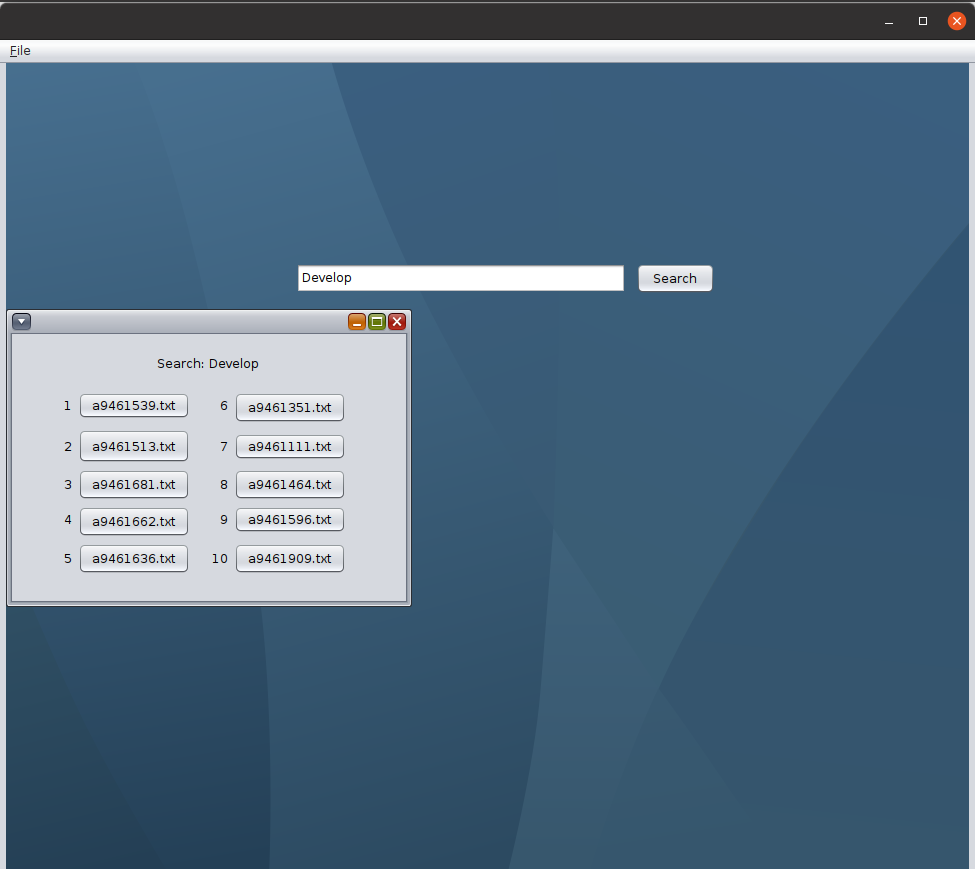 File
Develop
Search
Search: Develop
1 a9461539.txt 6 a9461351.txt
2 a9461513.txt 7 a9461111.txt
3 a9461681.txt 8 a9461464.txt
4 a9461662.txt 9 a9461596.txt
5 a9461636.txt 10 a9461909.txt